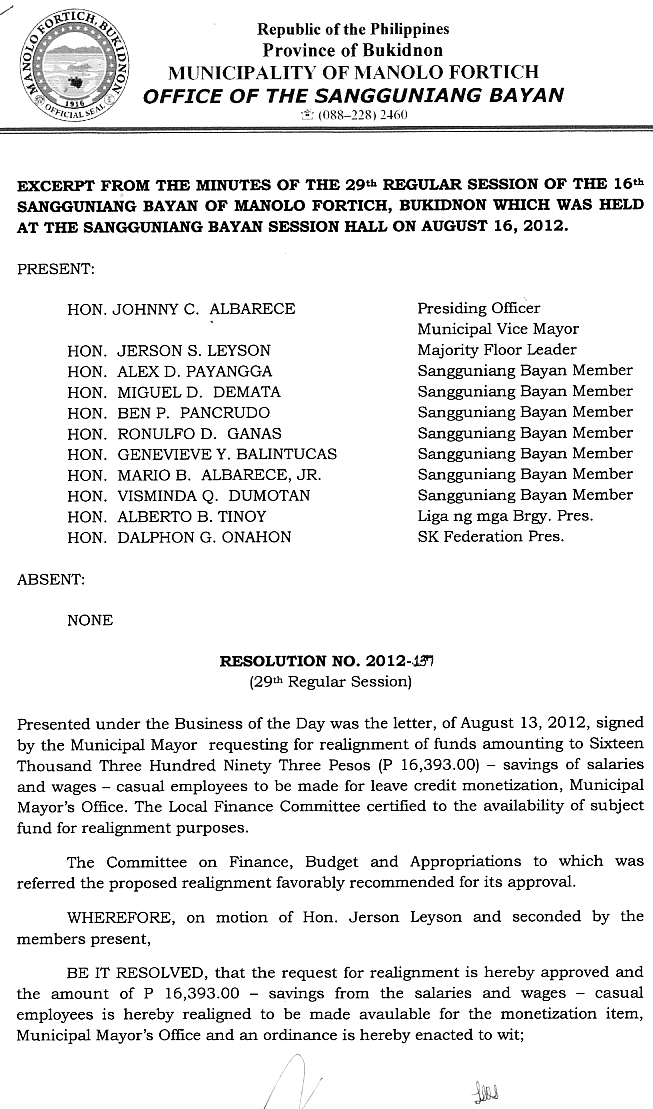 MANOLO FORTICH, BUKIDNON
1916
OFFICIAL SEAL
Republic of the Philippines
Province of Bukidnon
MUNICIPALITY OF MANOLO FORTICH
OFFICE OF THE SANGGUNIANG BAYAN
☏ (088–228) 2460
EXCERPT FROM THE MINUTES OF THE 29th REGULAR SESSION OF THE 16th
SANGGUNIANG BAYAN OF MANOLO FORTICH, BUKIDNON WHICH WAS HELD
AT THE SANGGUNIANG BAYAN SESSION HALL ON AUGUST 16, 2012.
PRESENT:
HON. JOHNNY C. ALBARECE Presiding Officer
Municipal Vice Mayor
HON. JERSON S. LEYSON Majority Floor Leader
HON. ALEX D. PAYANGGA Sangguniang Bayan Member
HON. MIGUEL D. DEMATA Sangguniang Bayan Member
HON. BEN P. PANCRUDO Sangguniang Bayan Member
HON. RONULFO D. GANAS Sangguniang Bayan Member
HON. GENEVIEVE Y. BALINTUCAS Sangguniang Bayan Member
HON. MARIO B. ALBARECE, JR. Sangguniang Bayan Member
HON. VISMINDA Q. DUMOTAN Sangguniang Bayan Member
HON. ALBERTO B. TINOY Liga ng mga Brgy. Pres.
HON. DALPHON G. ONAHON SK Federation Pres.
ABSENT:
NONE
RESOLUTION NO. 2012-
(29th Regular Session)
Presented under the Business of the Day was the letter, of August 13, 2012, signed
by the Municipal Mayor requesting for realignment of funds amounting to Sixteen
Thousand Three Hundred Ninety Three Pesos (P 16,393.00) – savings of salaries
and wages – casual employees to be made for leave credit monetization, Municipal
Mayor's Office. The Local Finance Committee certified to the availability of subject
fund for realignment purposes.
The Committee on Finance, Budget and Appropriations to which was
referred the proposed realignment favorably recommended for its approval.
WHEREFORE, on motion of Hon. Jerson Leyson and seconded by the
members present,
BE IT RESOLVED, that the request for realignment is hereby approved and
the amount of P 16,393.00 – savings from the salaries and wages – casual
employees is hereby realigned to be made avaulable for the monetization item,
Municipal Mayor's Office and an ordinance is hereby enacted to wit;